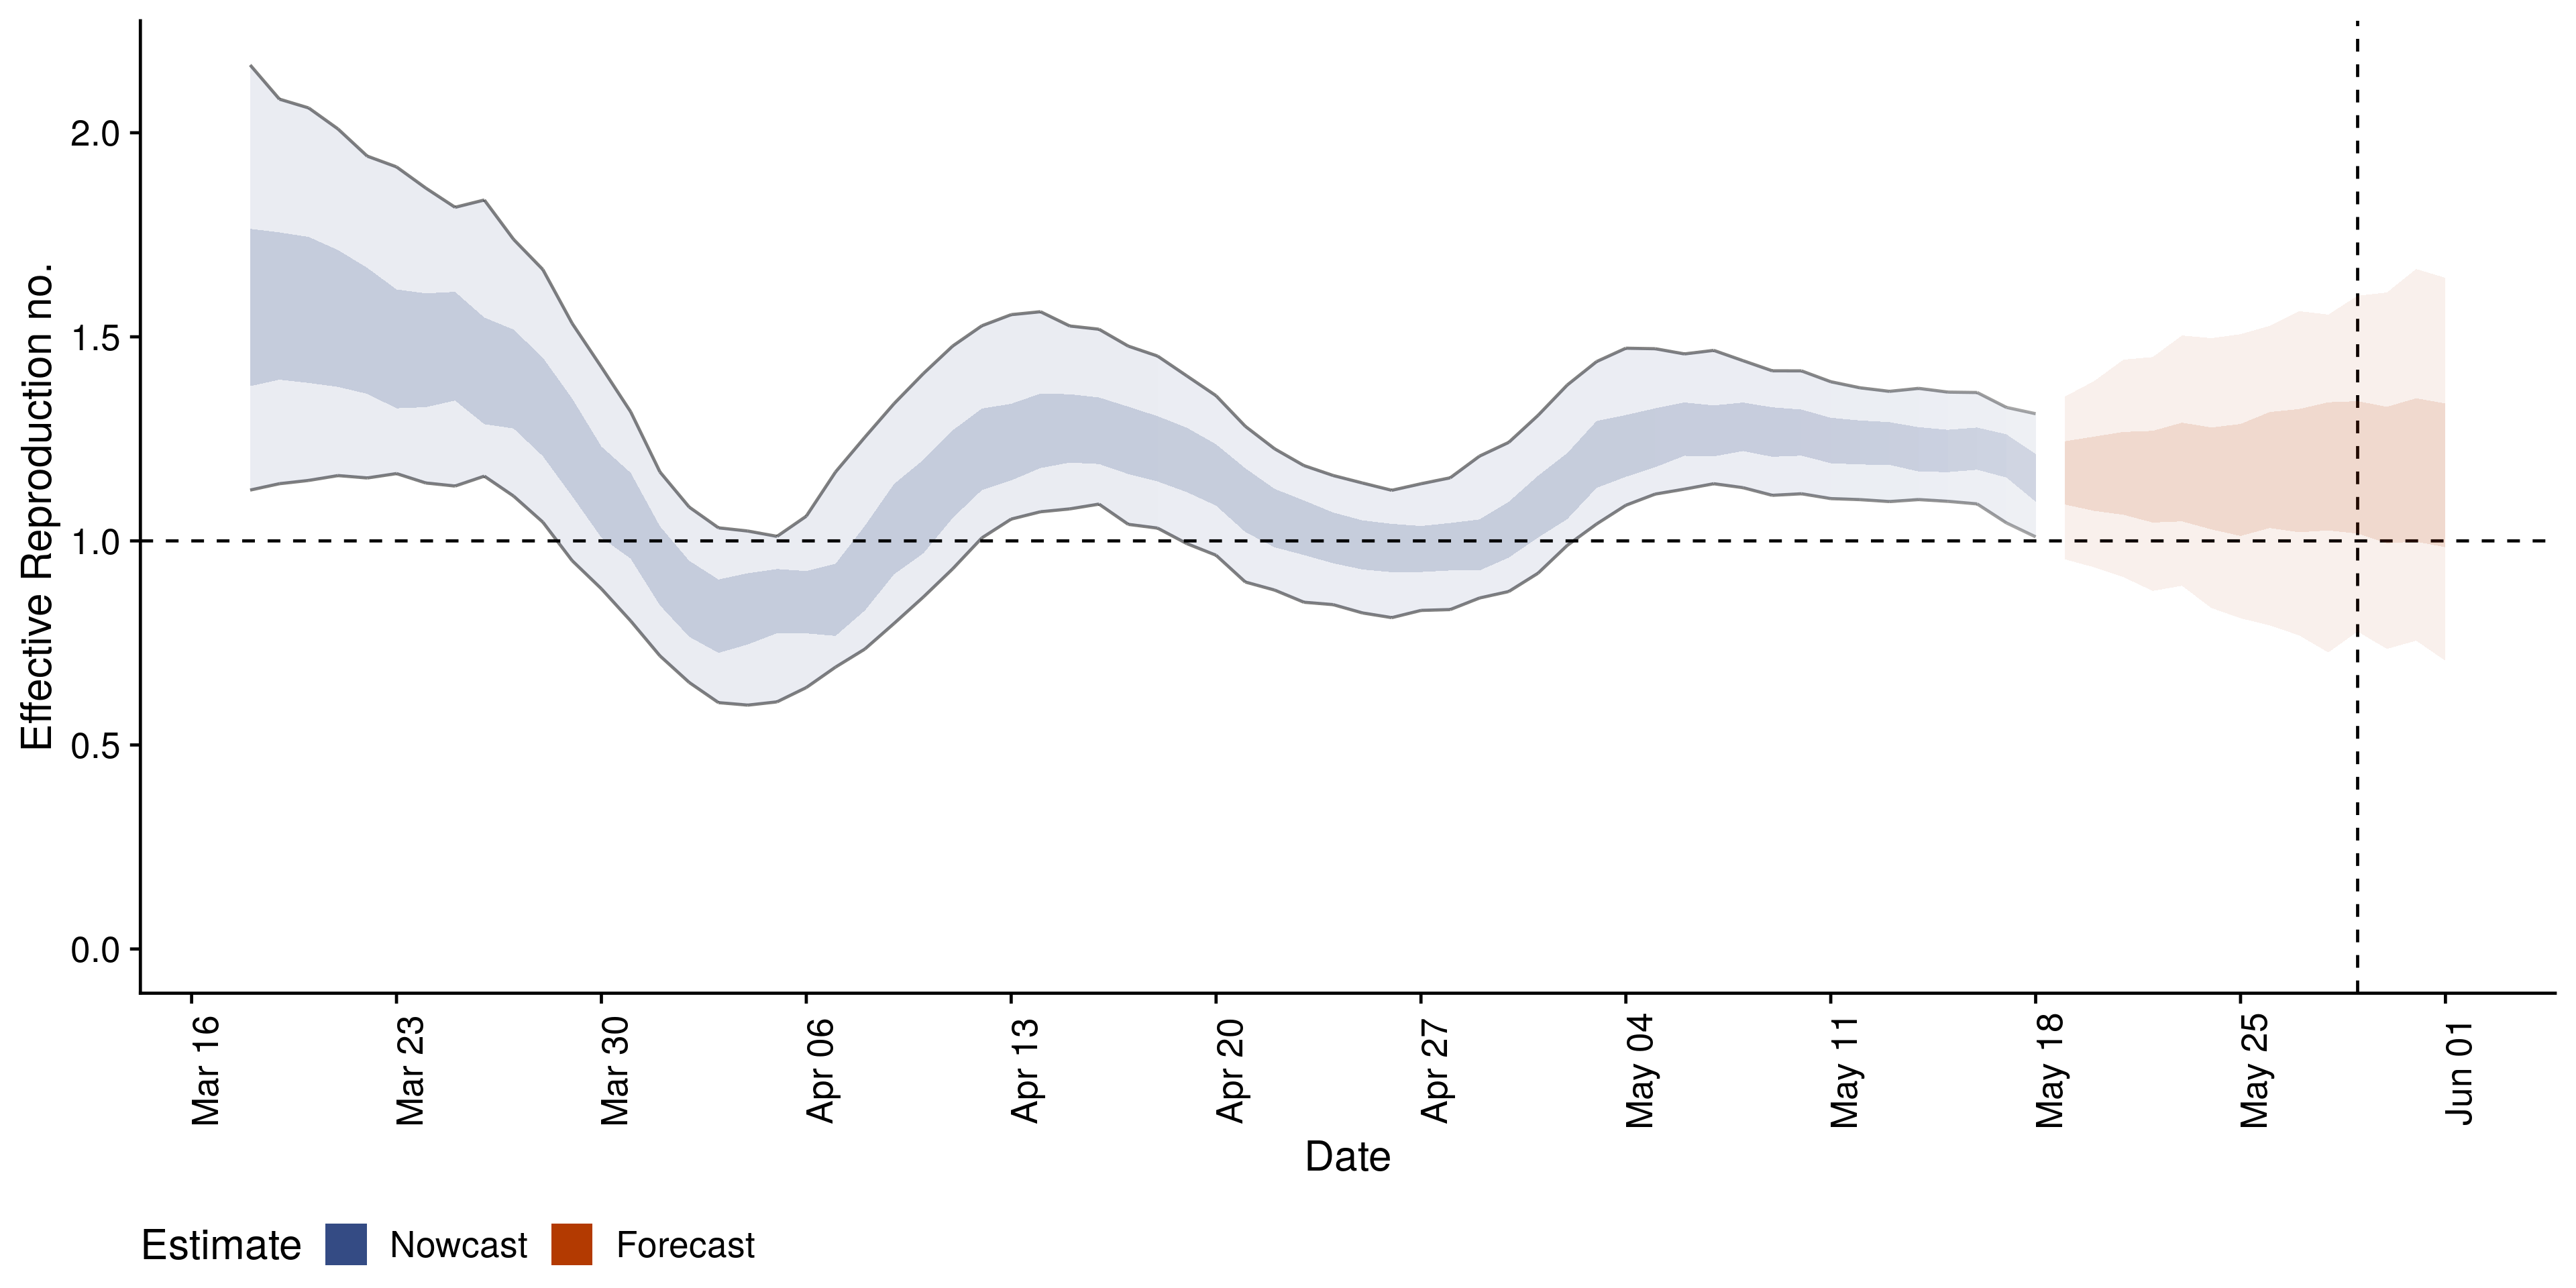 Effective Reproduction no.
2.0
1.5
1.0
0.5
0.0
Mar 16
Mar 23
Mar 30
Apr 06
Apr 13
Apr 20
Apr 27
May 04
May 11
May 18
May 25
Jun 01
Date
Estimate Nowcast Forecast